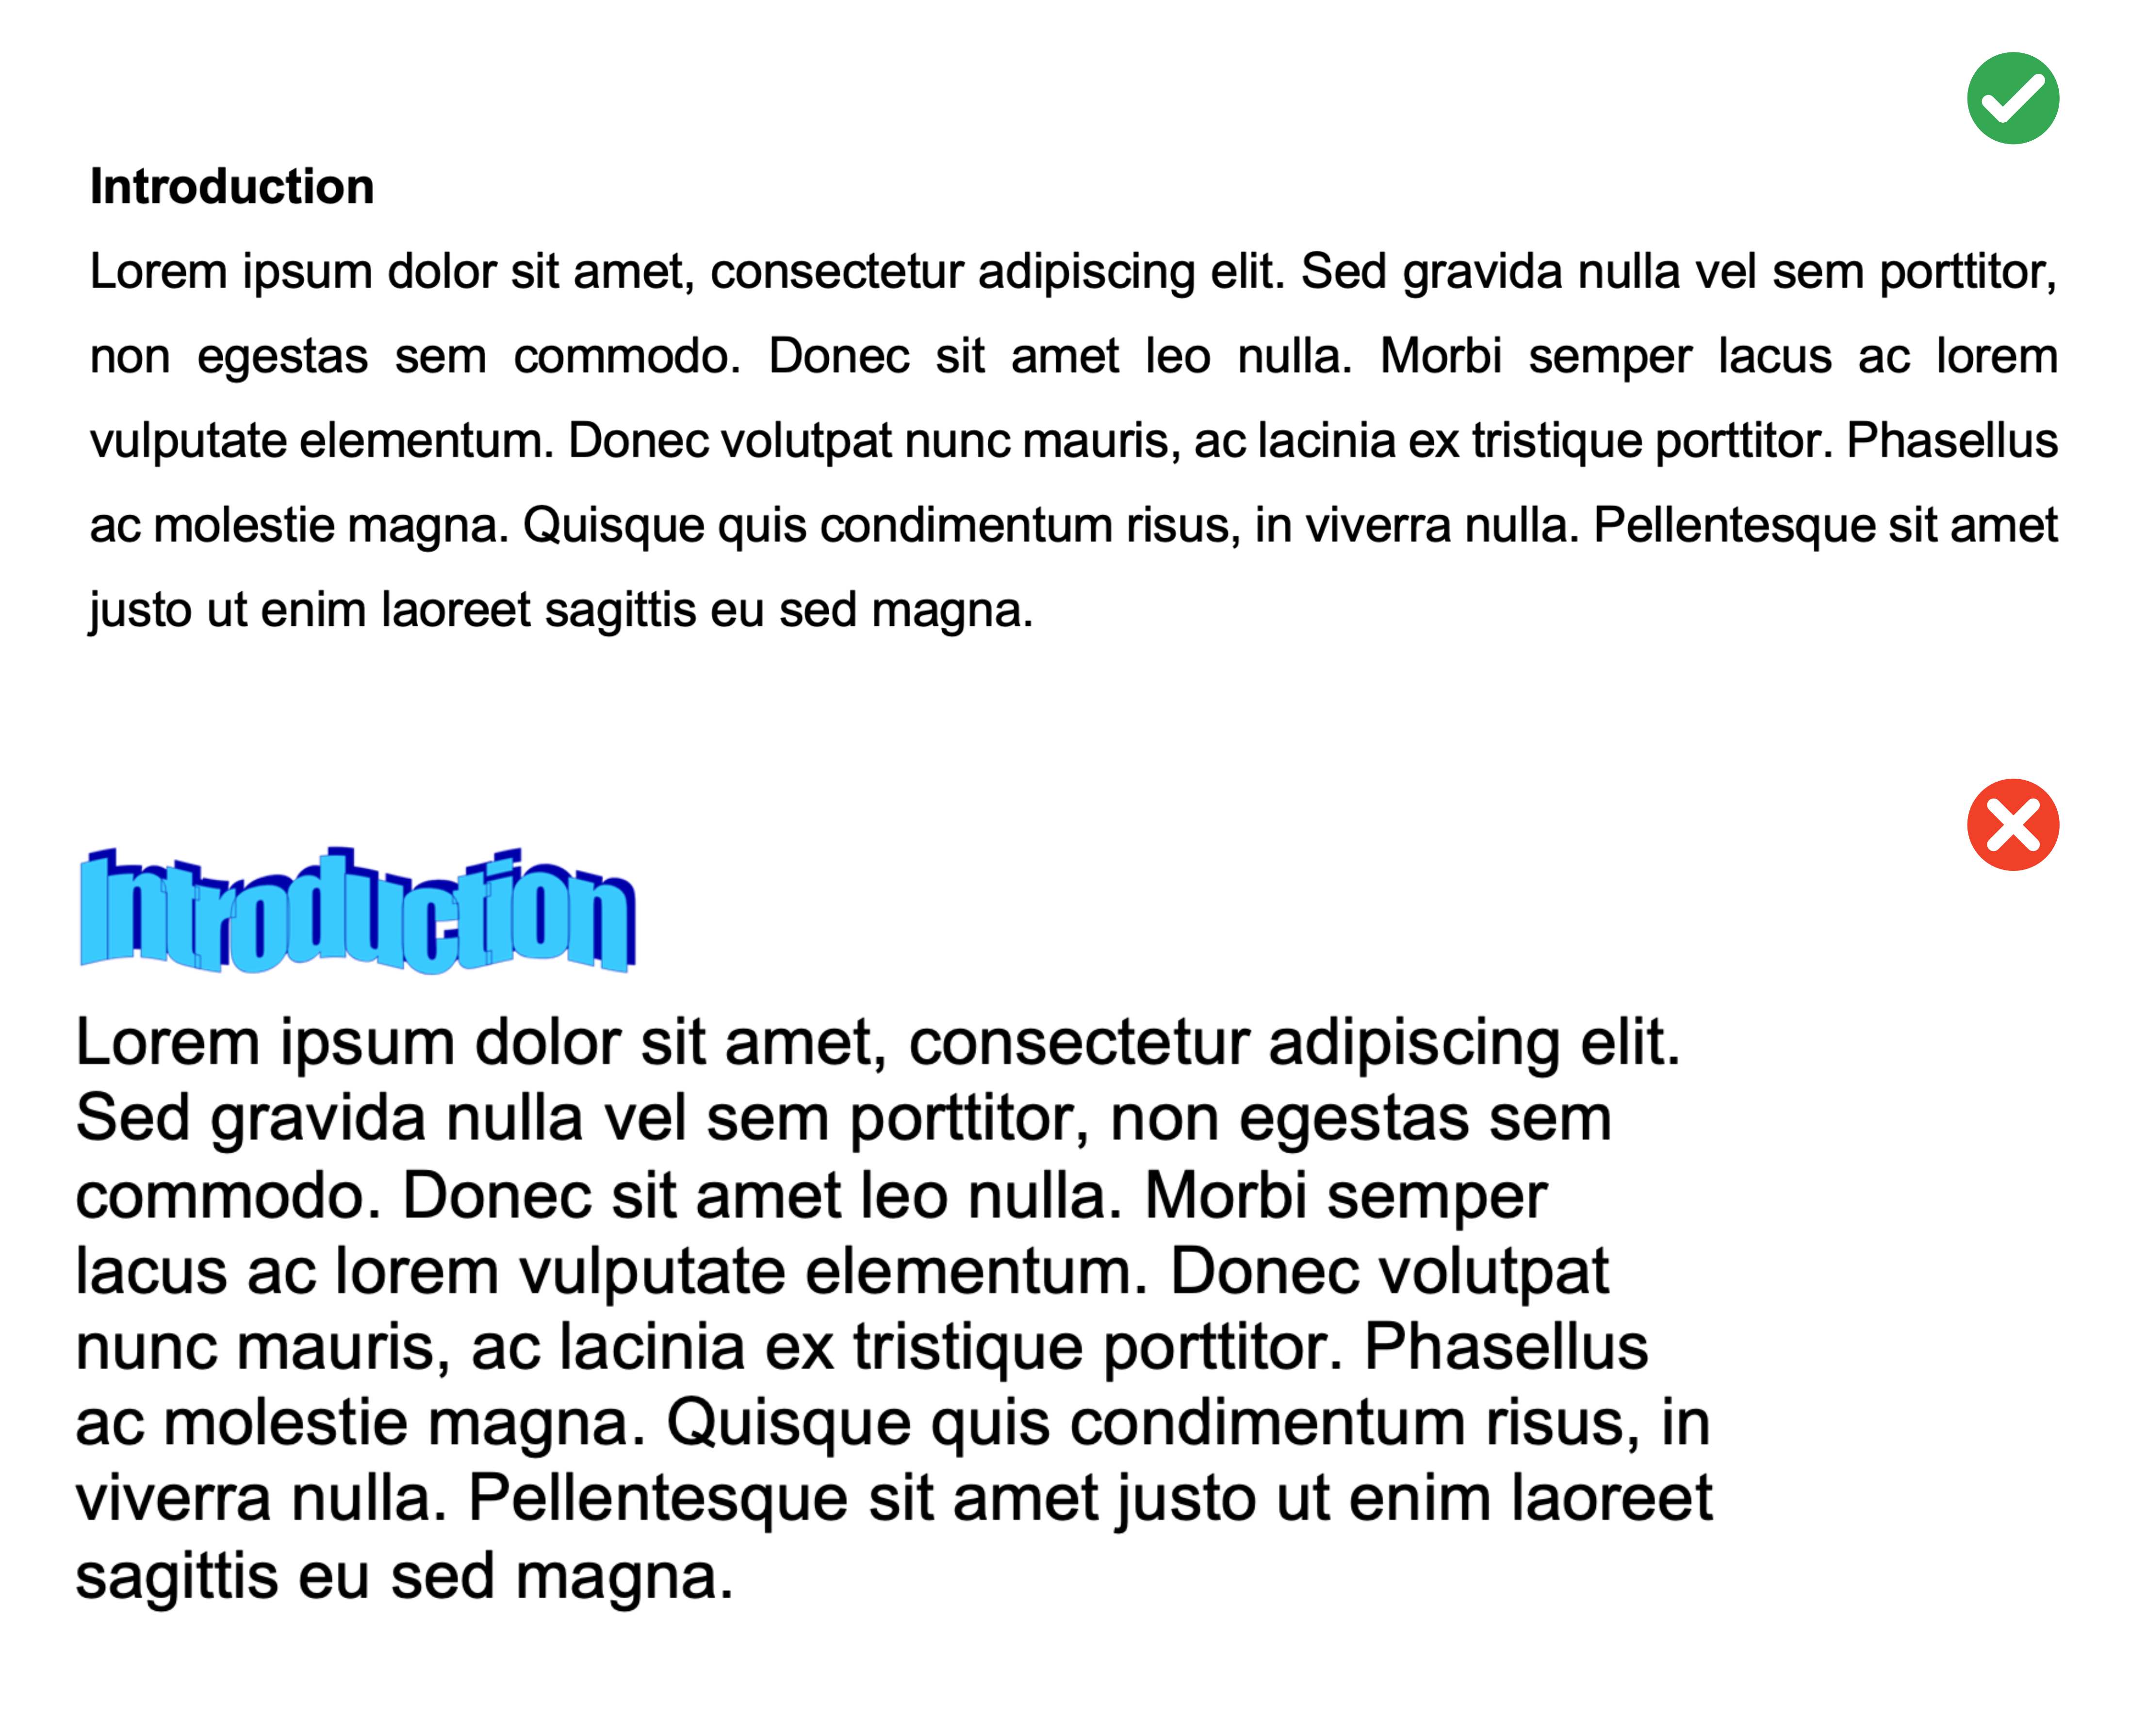 Introduction
Lorem ipsum dolor sit amet, consectetur adipiscing elit. Sed gravida nulla vel sem porttitor,
non egestas sem commodo. Donec sit amet leo nulla. Morbi semper lacus ac lorem
vulputate elementum. Donec volutpat nunc mauris, ac lacinia ex tristique porttitor. Phasellus
ac molestie magna. Quisque quis condimentum risus, in viverra nulla. Pellentesque sit amet
justo ut enim laoreet sagittis eu sed magna.
Introduction
Lorem ipsum dolor sit amet, consectetur adipiscing elit.
Sed gravida nulla vel sem porttitor, non egestas sem
commodo. Donec sit amet leo nulla. Morbi semper
lacus ac lorem vulputate elementum. Donec volutpat
nunc mauris, ac lacinia ex tristique porttitor. Phasellus
ac molestie magna. Quisque quis condimentum risus, in
viverra nulla. Pellentesque sit amet justo ut enim laoreet
sagittis eu sed magna.